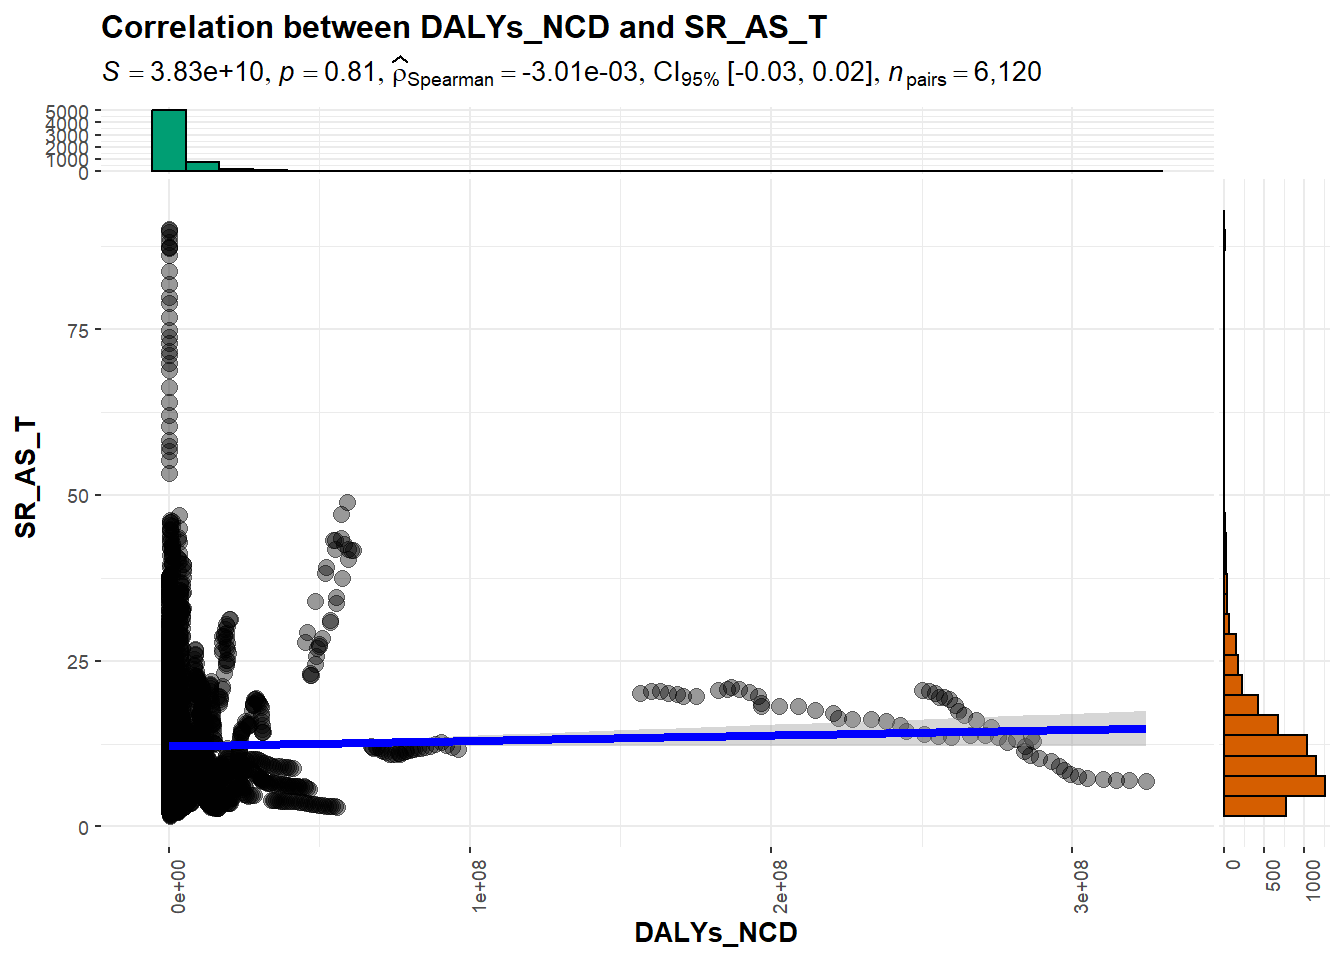 Correlation between DALYs_NCD and SR_AS_T
S = 3.83e+10, p = 0.81, ρ̂Spearman = -3.01e-03, CI95% [-0.03, 0.02], npairs = 6,120
5000
4000
3000
2000
1000
0
75
50
25
0
SR_AS_T
0e+00
1e+08
2e+08
3e+08
DALYs_NCD
0
500
1000